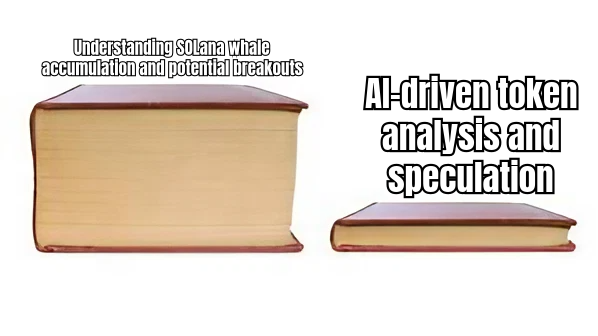 Understanding SOLana whale
accumulation and potential breakouts
AI-driven token
analysis and
speculation